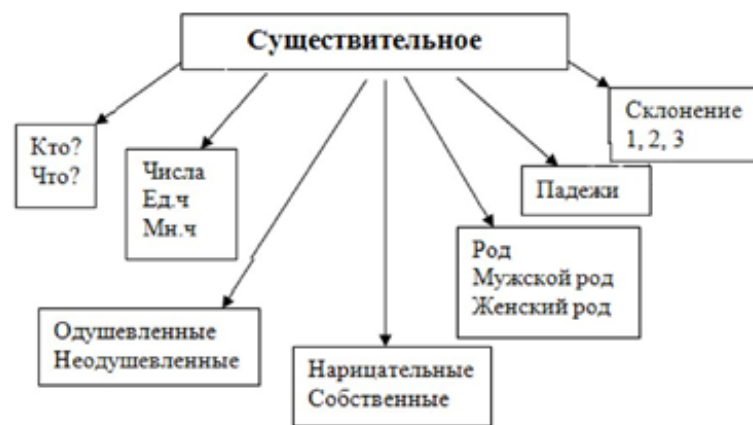 Существительное
Кто?
Что?
Числа
Ед.ч
Мн.ч
Одушевленные
Неодушевленные
Нарицательные
Собственные
Род
Мужской род
Женский род
Падежи
Склонение
1, 2, 3